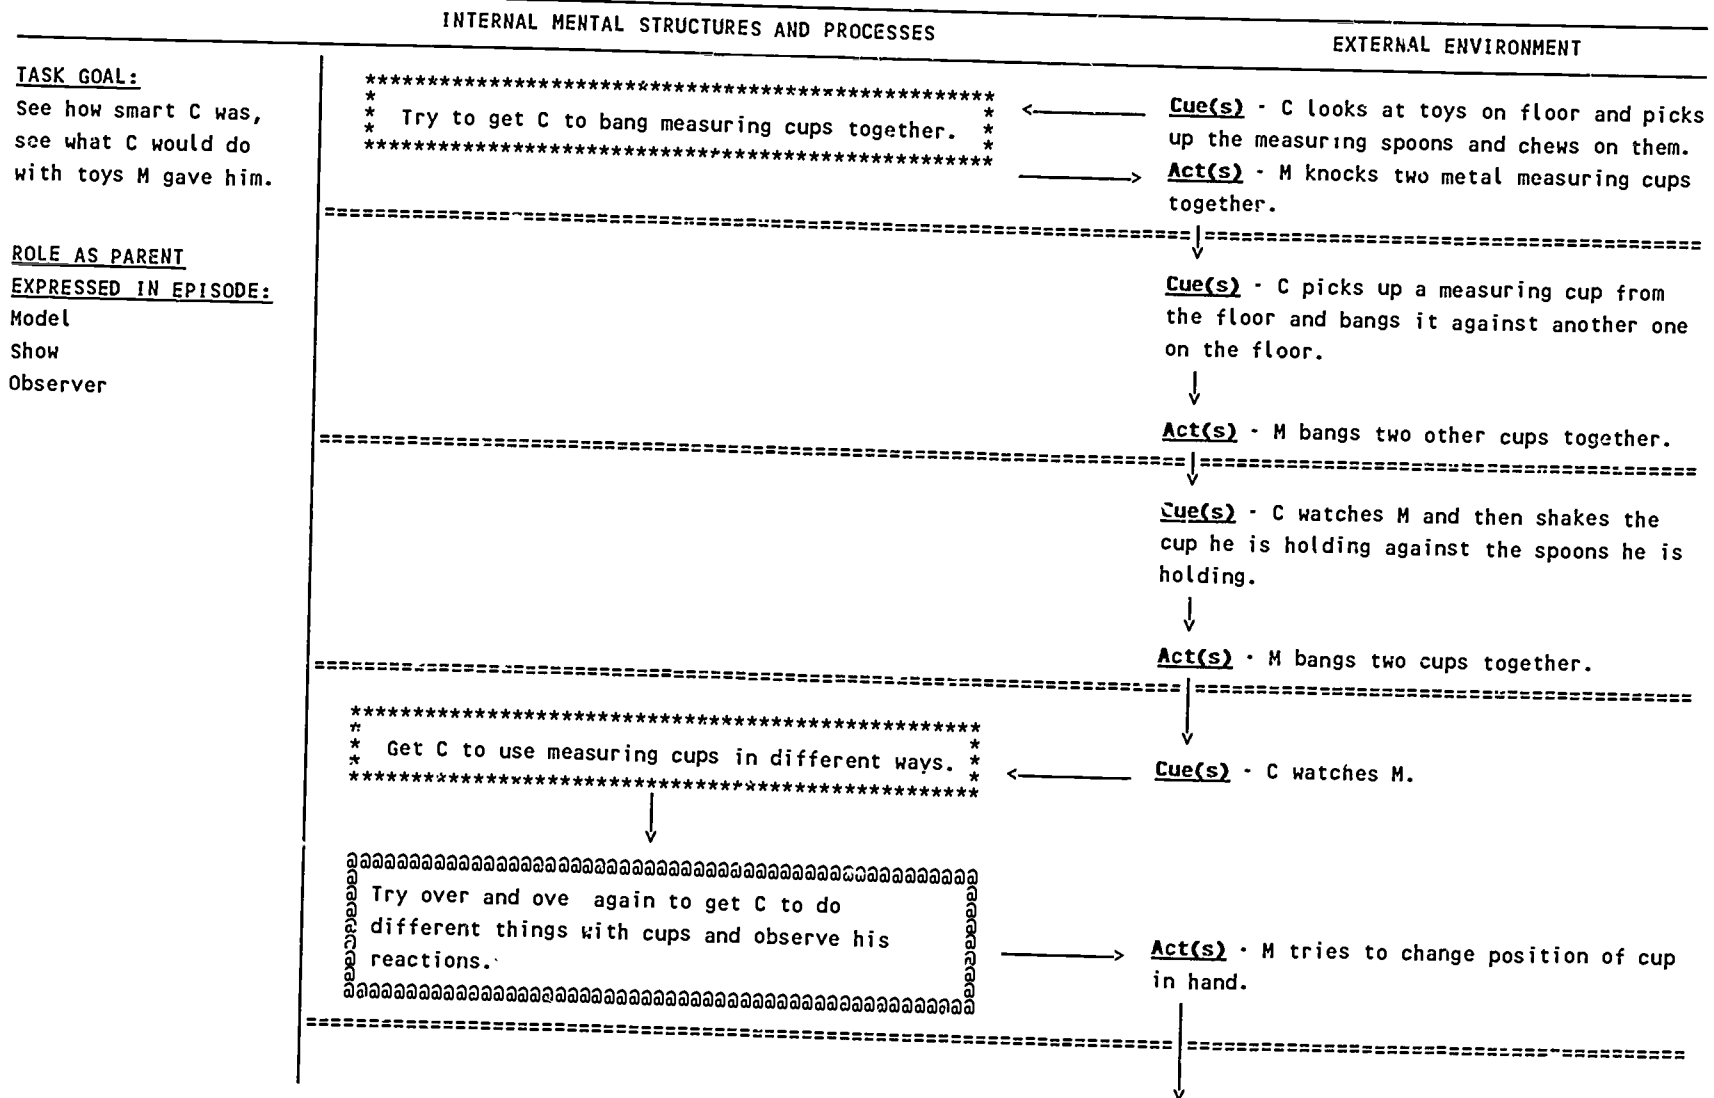 INTERNAL MENTAL STRUCTURES AND PROCESSES
EXTERNAL ENVIRONMENT
TASK GOAL:
See how smart C was,
see what C would do
with toys M gave him.
ROLE AS PARENT
EXPRESSED IN EPISODE:
Model
Show
Observer
Try to get C to bang measuring cups together.
Cue(s) - C looks at toys on floor and picks
up the measuring spoons and chews on them.
Act(s) - M knocks two metal measuring cups
together.
Cue(s) - C picks up a measuring cup from
the floor and bangs it against another one
on the floor.
Act(s) - M bangs two other cups together.
Cue(s) - C watches M and then shakes the
cup he is holding against the spoons he is
holding.
Act(s) - M bangs two cups together.
Get C to use measuring cups in different ways.
Cue(s) - C watches M.
Try over and ove again to get C to do
different things with cups and observe his
reactions.
Act(s) - M tries to change position of cup
in hand.